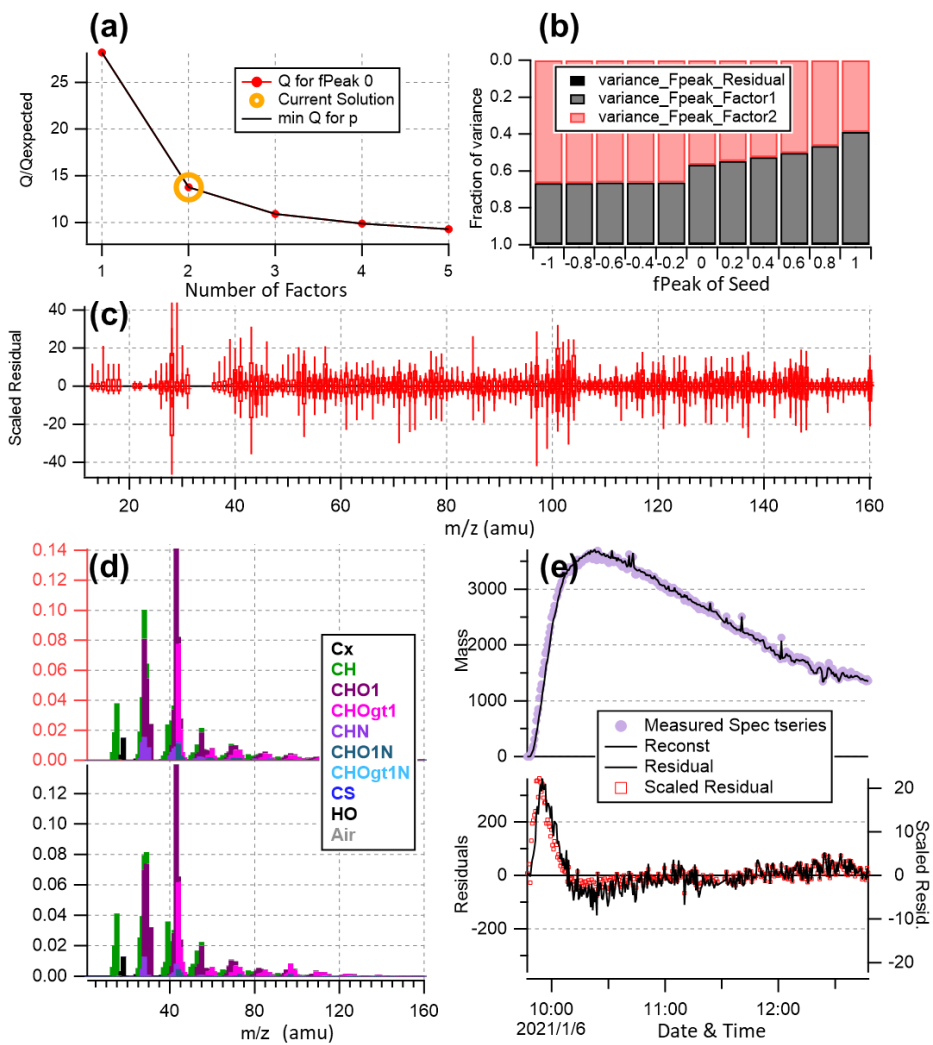 (a)
Q/Qexpected
25
20
15
10
Q for fPeak 0
Current Solution
min Q for p
1 2 3 4 5
Number of Factors
(b)
Fraction of variance
0.0
0.2
0.4
0.6
0.8
1.0
variance_Fpeak_Residual
variance_Fpeak_Factor1
variance_Fpeak_Factor2
-1 -0.8 -0.6 -0.4 -0.2 0 0.2 0.4 0.6 0.8 1
fPeak of Seed
(c)
Scaled Residual
40
20
0
-20
-40
20 40 60 80 100 120 140 160
m/z (amu)
(d)
0.14
0.12
0.10
0.08
0.06
0.04
0.02
0.00
0.12
0.10
0.08
0.06
0.04
0.02
0.00
Cx
CH
CHO1
CHOgt1
CHN
CHO1N
CHOgt1N
CS
HO
Air
40 80 120 160
m/z (amu)
(e)
Mass
3000
2000
1000
0
Measured Spec tseries
Reconst
Residual
Scaled Residual
Residuals
200
0
-200
20
10
0
-10
-20
Scaled Resid.
10:00 11:00 12:00
2021/1/6
Date & Time